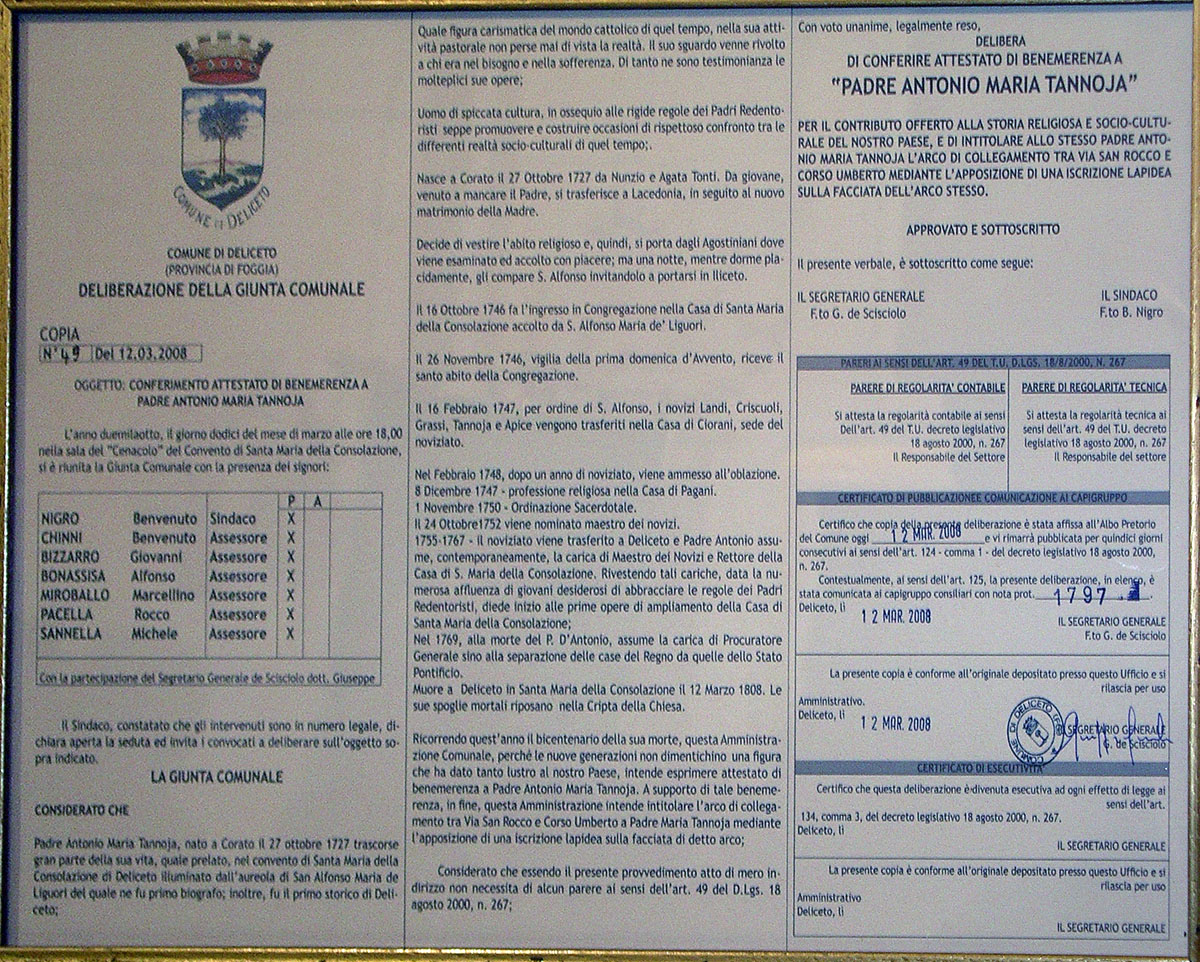 COMUNE DI DELICETO
COMUNE DI DELICETO
(PROVINCIA DI FOGGIA)
DELIBERAZIONE DELLA GIUNTA COMUNALE
COPIA
N° 49 Del 12.03.2008
OGGETTO: CONFERIMENTO ATTESTATO DI BENEMERENZA A
PADRE ANTONIO MARIA TANNOJA
L'anno duemilaotto, il giorno dodici del mese di marzo alle ore 18,00
nella sala del "Cenacolo" del Convento di Santa Maria della Consolazione,
si è riunita la Giunta Comunale con la presenza dei signori:
P A
NIGRO Benvenuto Sindaco X
CHINNI Benvenuto Assessore X
BIZZARRO Giovanni Assessore X
BONASSISA Alfonso Assessore X
MIROBALLO Marcellino Assessore X
PACELLA Rocco Assessore X
SANNELLA Michele Assessore X
Con la partecipazione del Segretario Generale de Scisciolo dott. Giuseppe
Il Sindaco, constatato che gli intervenuti sono in numero legale, di-
chiara aperta la seduta ed invita i convocati a deliberare sull'oggetto so-
pra indicato.
LA GIUNTA COMUNALE
CONSIDERATO CHE
Padre Antonio Maria Tannoja, nato a Corato il 27 ottobre 1727 trascorse
gran parte della sua vita, quale prelato, nel convento di Santa Maria della
Consolazione di Deliceto illuminato dall'aureola di San Alfonso Maria de
Liguori del quale ne fu primo biografo; inoltre, fu il primo storico di Deli-
ceto;
Quale figura carismatica del mondo cattolico di quel tempo, nella sua atti-
vità pastorale non perse mai di vista la realtà. Il suo sguardo venne rivolto
a chi era nel bisogno e nella sofferenza. Di tanto ne sono testimonianza le
molteplici sue opere;
Uomo di spiccata cultura, in ossequio alle rigide regole dei Padri Redento-
risti seppe promuovere e costruire occasioni di rispettoso confronto tra le
differenti realtà socio-culturali di quel tempo;.
Nasce a Corato il 27 Ottobre 1727 da Nunzio e Agata Tonti. Da giovane,
venuto a mancare il Padre, si trasferisce a Lacedonia, in seguito al nuovo
matrimonio della Madre.
Decide di vestire l'abito religioso e, quindi, si porta dagli Agostiniani dove
viene esaminato ed accolto con piacere; ma una notte, mentre dorme pla-
cidamente, gli compare S. Alfonso invitandolo a portarsi in Iliceto.
Il 16 Ottobre 1746 fa l'ingresso in Congregazione nella Casa di Santa Maria
della Consolazione accolto da S. Alfonso Maria de' Liguori.
Il 26 Novembre 1746, vigilia della prima domenica d'Avvento, riceve il
santo abito della Congregazione.
Il 16 Febbraio 1747, per ordine di S. Alfonso, i novizi Landi, Criscuoli,
Grassi, Tannoja e Apice vengono trasferiti nella Casa di Ciorani, sede del
noviziato.
Nel Febbraio 1748, dopo un anno di noviziato, viene ammesso all'oblazione.
8 Dicembre 1747 - professione religiosa nella Casa di Pagani.
1 Novembre 1750 - Ordinazione Sacerdotale.
Il 24 Ottobre1752 viene nominato maestro dei novizi.
1755-1767 - Il noviziato viene trasferito a Deliceto e Padre Antonio assu-
me, contemporaneamente, la carica di Maestro dei Novizi e Rettore della
Casa di S. Maria della Consolazione. Rivestendo tali cariche, data la nu-
merosa affluenza di giovani desiderosi di abbracciare le regole dei Padri
Redentoristi, diede inizio alle prime opere di ampliamento della Casa di
Santa Maria della Consolazione;
Nel 1769, alla morte del P. D'Antonio, assume la carica di Procuratore
Generale sino alla separazione delle case del Regno da quelle dello Stato
Pontificio.
Muore a Deliceto in Santa Maria della Consolazione il 12 Marzo 1808. Le
sue spoglie mortali riposano nella Cripta della Chiesa.
Ricorrendo quest'anno il bicentenario della sua morte, questa Amministra-
zione Comunale, perché le nuove generazioni non dimentichino una figura
che ha dato tanto lustro al nostro Paese, intende esprimere attestato di
benemerenza a Padre Antonio Maria Tannoja. A supporto di tale beneme-
renza, in fine, questa Amministrazione intende intitolare l'arco di collega-
mento tra Via San Rocco e Corso Umberto a Padre Maria Tannoja mediante
l'apposizione di una iscrizione lapidea sulla facciata di detto arco;
Considerato che essendo il presente provvedimento atto di mero in-
dirizzo non necessita di alcun parere ai sensi dell'art. 49 del D.Lgs. 18
agosto 2000, n. 267;
Con voto unanime, legalmente reso,
DELIBERA
DI CONFERIRE ATTESTATO DI BENEMERENZA A
"PADRE ANTONIO MARIA TANNOJA"
PER IL CONTRIBUTO OFFERTO ALLA STORIA RELIGIOSA E SOCIO-CULTU-
RALE DEL NOSTRO PAESE, E DI INTITOLARE ALLO STESSO PADRE ANTO-
NIO MARIA TANNOJA L'ARCO DI COLLEGAMENTO TRA VIA SAN ROCCO E
CORSO UMBERTO MEDIANTE L'APPOSIZIONE DI UNA ISCRIZIONE LAPIDEA
SULLA FACCIATA DELL'ARCO STESSO.
APPROVATO E SOTTOSCRITTO
Il presente verbale, è sottoscritto come segue:
IL SEGRETARIO GENERALE IL SINDACO
F.to G. de Scisciolo F.to B. Nigro
PARERI AI SENSI DELL'ART. 49 DEL T.U. D.LGS. 18/8/2000, N. 267
PARERE DI REGOLARITA' CONTABILE
Si attesta la regolarità contabile ai sensi
Dell'art. 49 del T.U. decreto legislativo
18 agosto 2000, n. 267
Il Responsabile del Settore
PARERE DI REGOLARITA' TECNICA
Si attesta la regolarità tecnica ai
sensi dell'art. 49 del T.U. decreto
legislativo 18 agosto 2000, n. 267
Il Responsabile del settore
CERTIFICATO DI PUBBLICAZIONEE COMUNICAZIONE AI CAPIGRUPPO
Certifico che copia della presente deliberazione è stata affissa all'Albo Pretorio
del Comune oggi 12 MAR. 2008 e vi rimarrà pubblicata per quindici giorni
consecutivi ai sensi dell'art. 124 - comma 1 - del decreto legislativo 18 agosto 2000,
n. 267.
Contestualmente, ai sensi dell'art. 125, la presente deliberazione, in elenco, è
stata comunicata ai capigruppo consiliari con nota prot. 1797
Deliceto, lì 12 MAR. 2008
IL SEGRETARIO GENERALE
F.to G. de Scisciolo
La presente copia è conforme all'originale depositato presso questo Ufficio e si
rilascia per uso
Amministrativo.
Deliceto, lì 12 MAR. 2008
SEGRETARIO GENERALE
G. de Scisciolo
COMUNE DI DELICETO (FG)
CERTIFICATO DI ESECUTIVITA'
Certifico che questa deliberazione è divenuta esecutiva ad ogni effetto di legge ai
sensi dell'art.
134, comma 3, del decreto legislativo 18 agosto 2000, n. 267.
Deliceto, lì
IL SEGRETARIO GENERALE
La presente copia è conforme all'originale depositato presso questo Ufficio e si
rilascia per uso
Amministrativo
Deliceto, lì
IL SEGRETARIO GENERALE